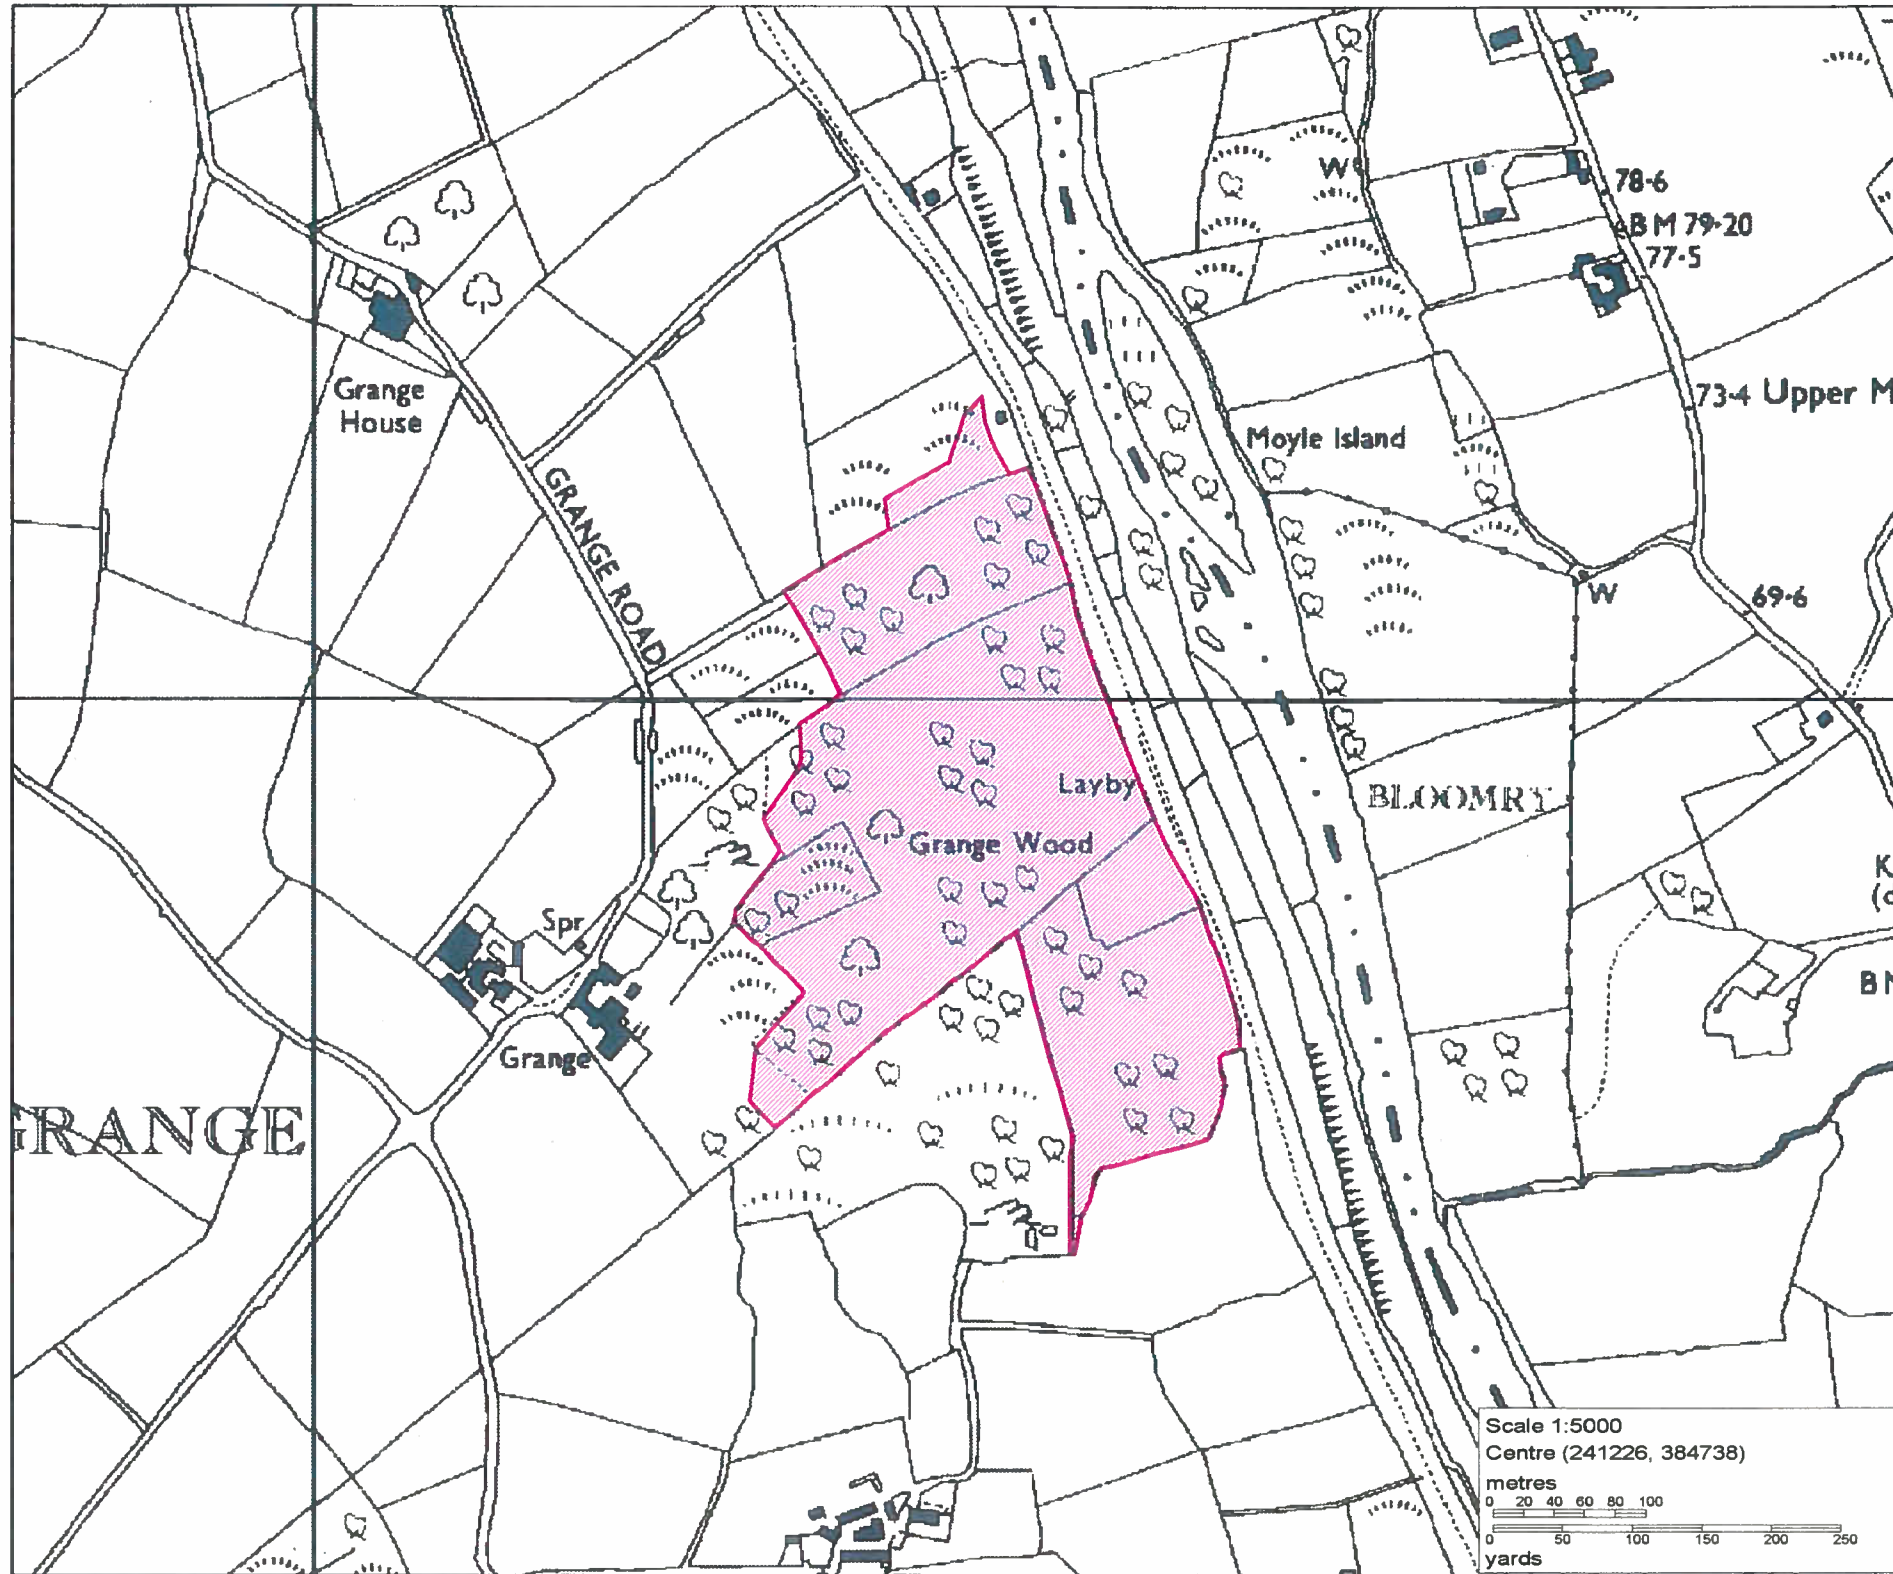 W
78·6
B M 79·20
77·5
Grange
House
73·4 Upper M
Moyle Island
GRANGE ROAD
W
69·6
Layby
BLOOMRY
Grange Wood
K
Spr
Grange
GRANGE
Scale 1:5000
Centre (241226, 384738)
metres
0 20 40 60 80 100
0 50 100 150 200 250
yards